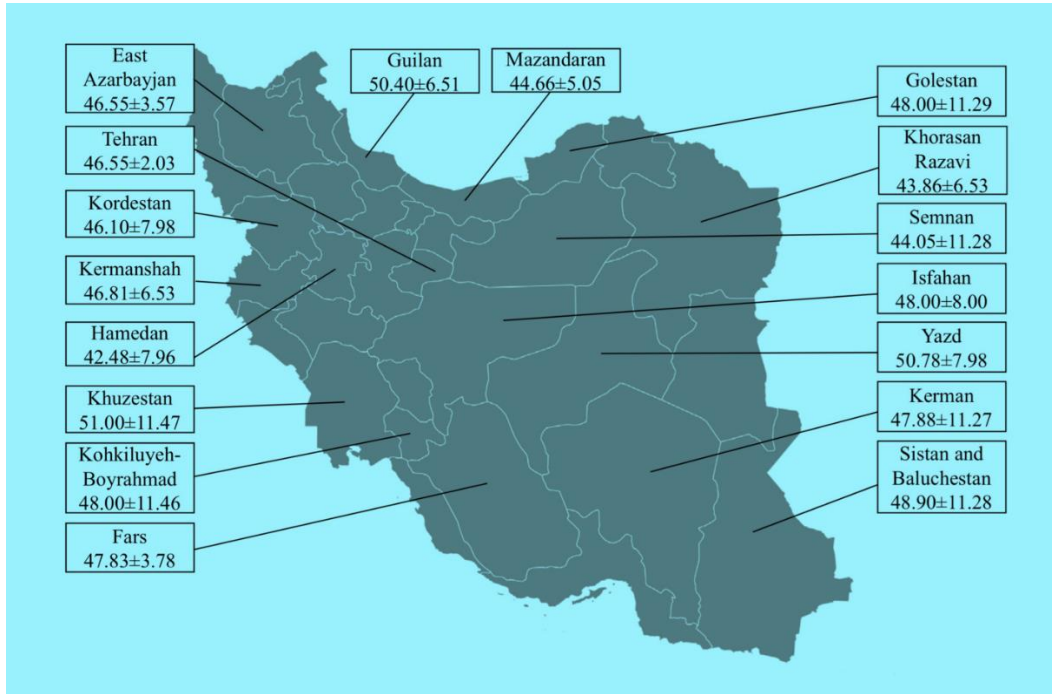 East
Azarbayjan
46.55±3.57
Tehran
46.55±2.03
Kordestan
46.10±7.98
Kermanshah
46.81±6.53
Hamedan
42.48±7.96
Khuzestan
51.00±11.47
Kohkiluyeh-
Boyrahmad
48.00±11.46
Fars
47.83±3.78
Guilan
50.40±6.51
Mazandaran
44.66±5.05
Golestan
48.00±11.29
Khorasan
Razavi
43.86±6.53
Semnan
44.05±11.28
Isfahan
48.00±8.00
Yazd
50.78±7.98
Kerman
47.88±11.27
Sistan and
Baluchestan
48.90±11.28